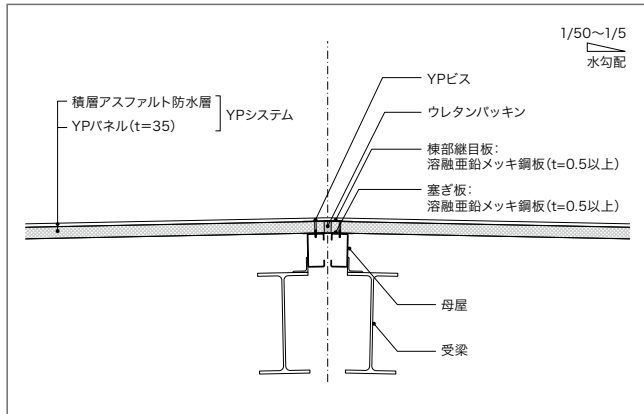 1/50～1/5
水勾配
積層アスファルト防水層
YPパネル(t＝35)
YPシステム
YPビス
ウレタンパッキン
棟部継目板：
溶融亜鉛メッキ鋼板(t=0.5以上)
塞ぎ板：
溶融亜鉛メッキ鋼板(t=0.5以上)
母屋
受梁